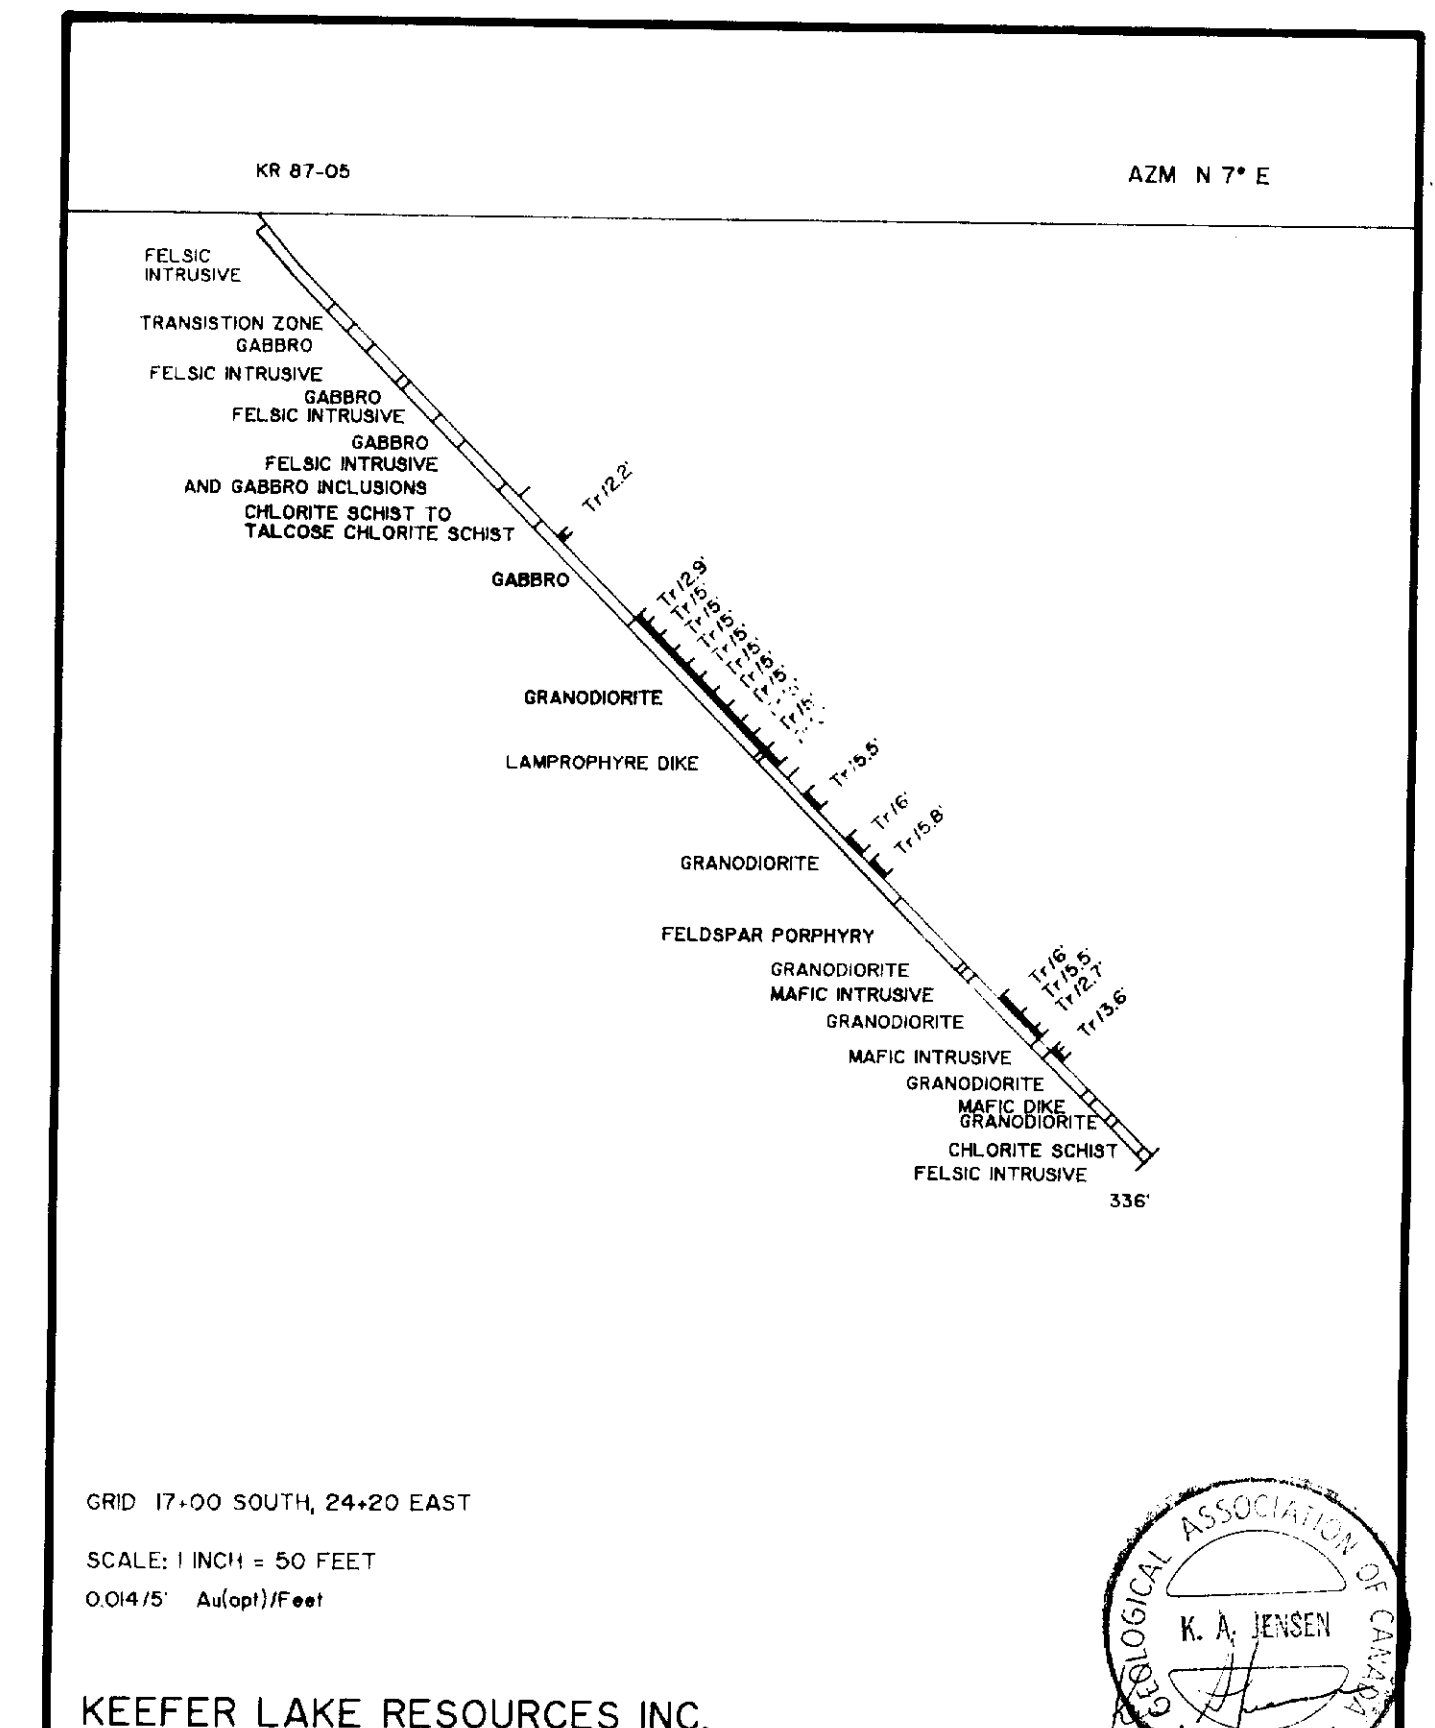 KR 87-05
AZM N 7° E
FELSIC
INTRUSIVE
TRANSISTION ZONE
GABBRO
FELSIC INTRUSIVE
GABBRO
FELSIC INTRUSIVE
GABBRO
FELSIC INTRUSIVE
AND GABBRO INCLUSIONS
CHLORITE SCHIST TO
TALCOSE CHLORITE SCHIST
Tr/2.2'
GABBRO
Tr/2.9'
Tr/5'
Tr/5'
Tr/5'
Tr/5'
Tr/5'
Tr/5'
Tr/5'
GRANODIORITE
LAMPROPHYRE DIKE
Tr/5.5'
Tr/6'
Tr/5.8'
GRANODIORITE
FELDSPAR PORPHYRY
GRANODIORITE
MAFIC INTRUSIVE
GRANODIORITE
Tr/6'
Tr/5.5'
Tr/2.7'
Tr/3.6'
MAFIC INTRUSIVE
GRANODIORITE
MAFIC DIKE
GRANODIORITE
CHLORITE SCHIST
FELSIC INTRUSIVE
336'
GRID 17+00 SOUTH, 24+20 EAST
SCALE: 1 INCH = 50 FEET
0.014/5' Au(opt)/Feet
GEOLOGICAL ASSOCIATION OF CANADA
K. A. JENSEN
KEEFER LAKE RESOURCES INC.